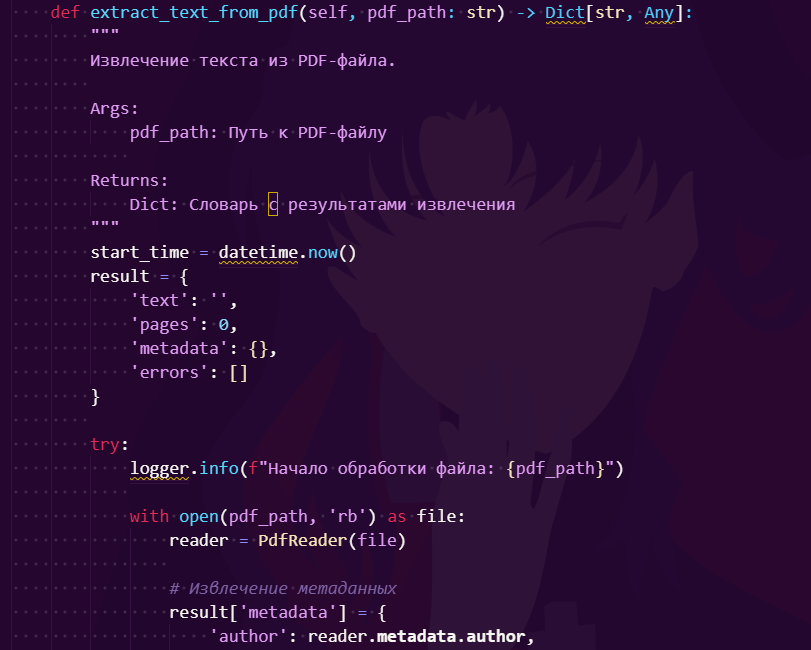 def extract_text_from_pdf(self, pdf_path: str) -> Dict[str, Any]:
"""
Извлечение текста из PDF-файла.
Args:
pdf_path: Путь к PDF-файлу
Returns:
Dict: Словарь с результатами извлечения
"""
start_time = datetime.now()
result = {
'text': '',
'pages': 0,
'metadata': {},
'errors': []
}
try:
logger.info(f"Начало обработки файла: {pdf_path}")
with open(pdf_path, 'rb') as file:
reader = PdfReader(file)
# Извлечение метаданных
result['metadata'] = {
'author': reader.metadata.author,